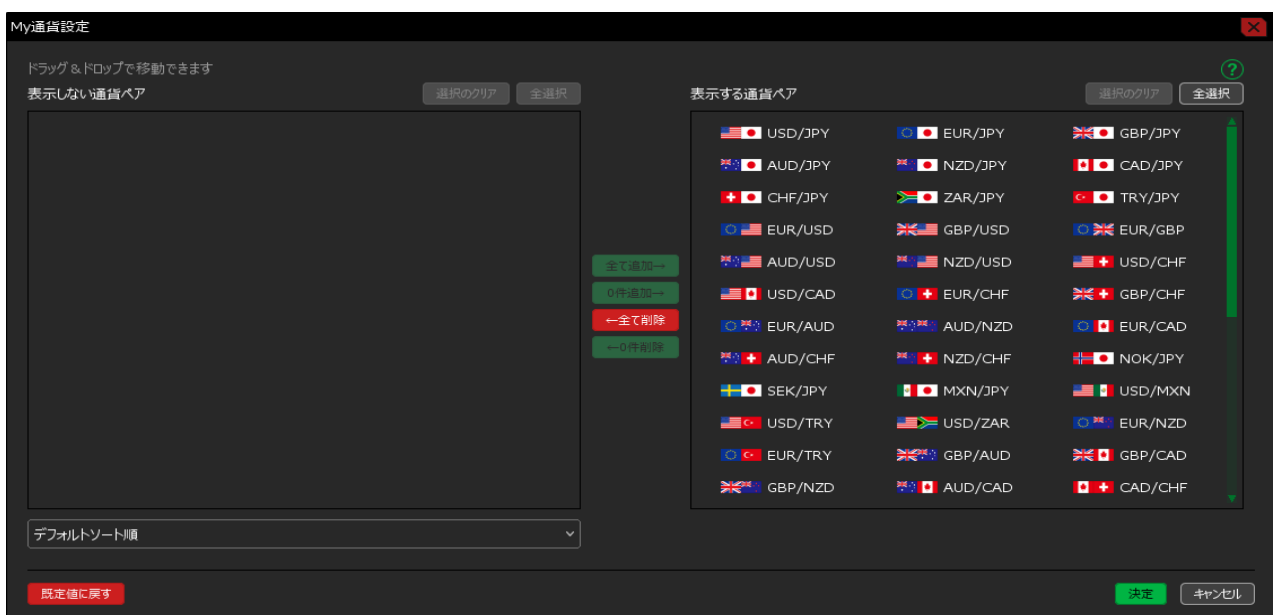 My通貨設定
ドラッグ&ドロップで移動できます
?
表示しない通貨ペア 選択のクリア 全選択
表示する通貨ペア 選択のクリア 全選択
USD/JPY EUR/JPY GBP/JPY
AUD/JPY NZD/JPY CAD/JPY
CHF/JPY ZAR/JPY TRY/JPY
EUR/USD GBP/USD EUR/GBP
AUD/USD NZD/USD USD/CHF
USD/CAD EUR/CHF GBP/CHF
EUR/AUD AUD/NZD EUR/CAD
AUD/CHF NZD/CHF NOK/JPY
SEK/JPY MXN/JPY USD/MXN
USD/TRY USD/ZAR EUR/NZD
EUR/TRY GBP/AUD GBP/CAD
GBP/NZD AUD/CAD CAD/CHF
全て追加→
0件追加→
←全て削除
←0件削除
デフォルトソート順
既定値に戻す
決定 キャンセル